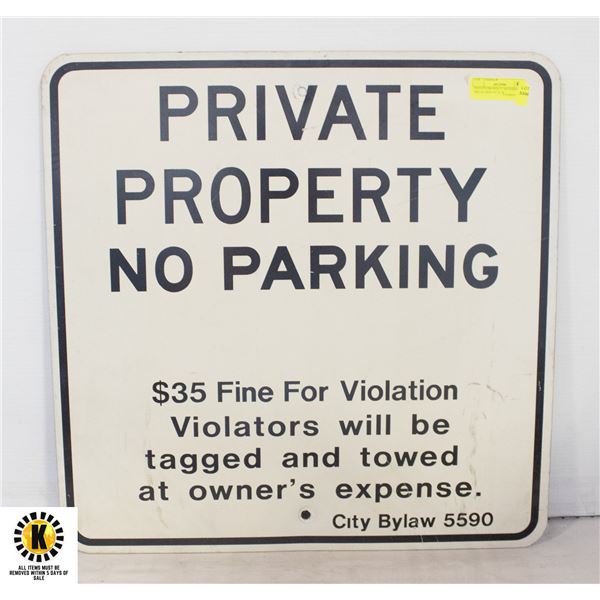 PRIVATE
PROPERTY
NO PARKING
$35 Fine For Violation
Violators will be
tagged and towed
at owner's expense.
City Bylaw 5590
K
ALL ITEMS MUST BE
REMOVED WITHIN 5 DAYS OF
SALE